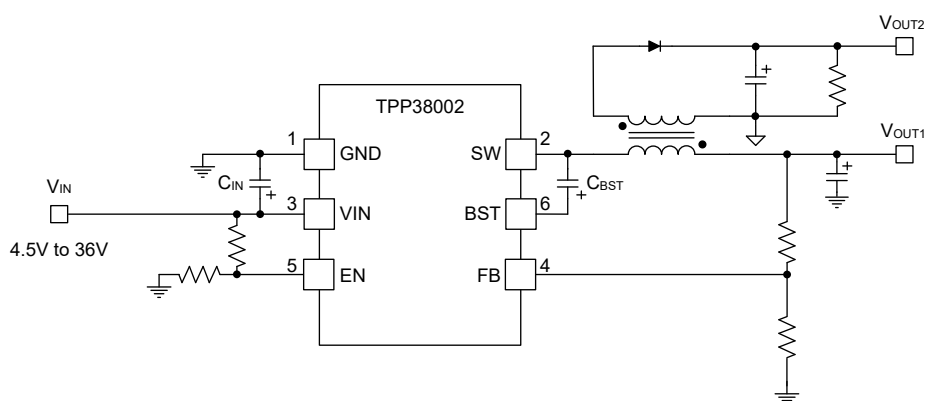 VOUT2
TPP38002
1
GND
SW
2
VOUT1
CIN
CBST
VIN
3
VIN
BST
6
4.5V to 36V
5
EN
FB
4